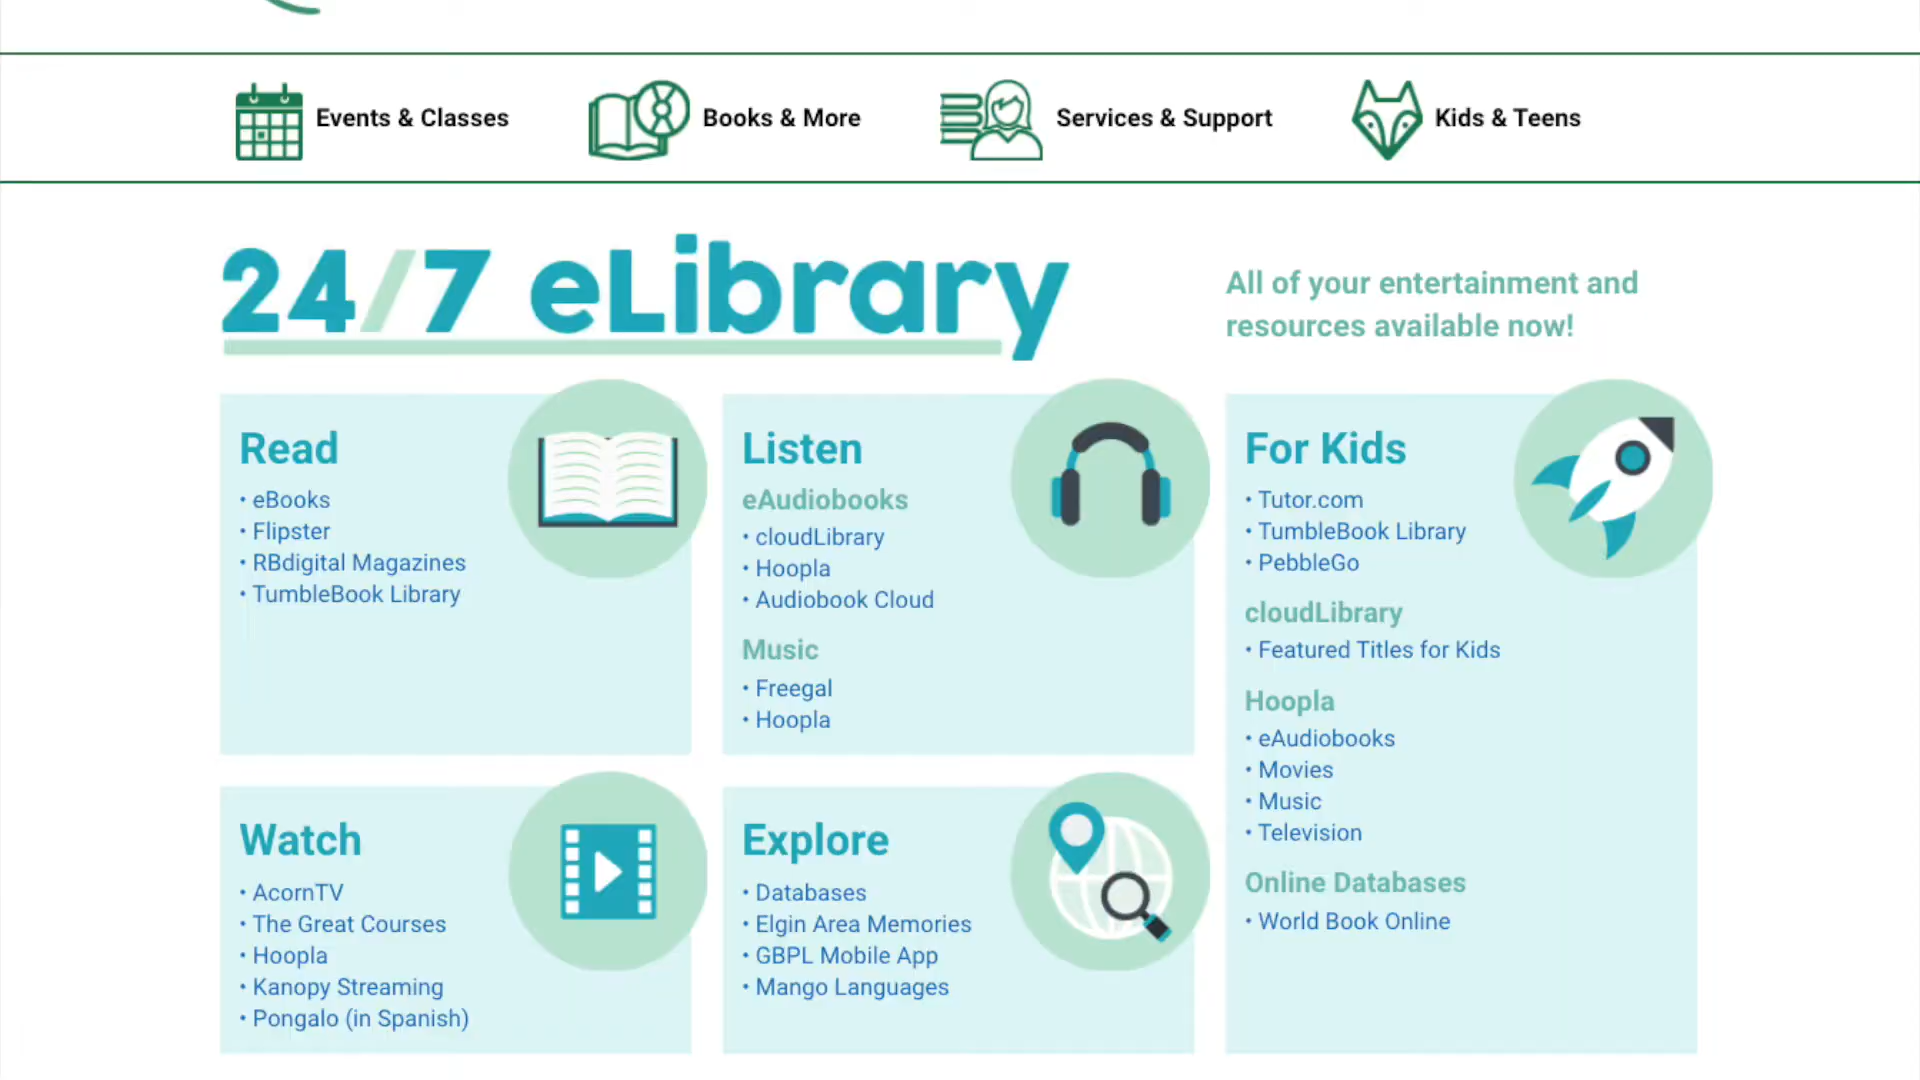 Events & Classes
Books & More
Services & Support
Kids & Teens
24/7 eLibrary
All of your entertainment and
resources available now!
Read
• eBooks
• Flipster
• RBdigital Magazines
• TumbleBook Library
Listen
eAudiobooks
• cloudLibrary
• Hoopla
• Audiobook Cloud
Music
• Freegal
• Hoopla
For Kids
• Tutor.com
• TumbleBook Library
• PebbleGo
cloudLibrary
• Featured Titles for Kids
Hoopla
• eAudiobooks
• Movies
• Music
• Television
Online Databases
• World Book Online
Watch
• AcornTV
• The Great Courses
• Hoopla
• Kanopy Streaming
• Pongalo (in Spanish)
Explore
• Databases
• Elgin Area Memories
• GBPL Mobile App
• Mango Languages